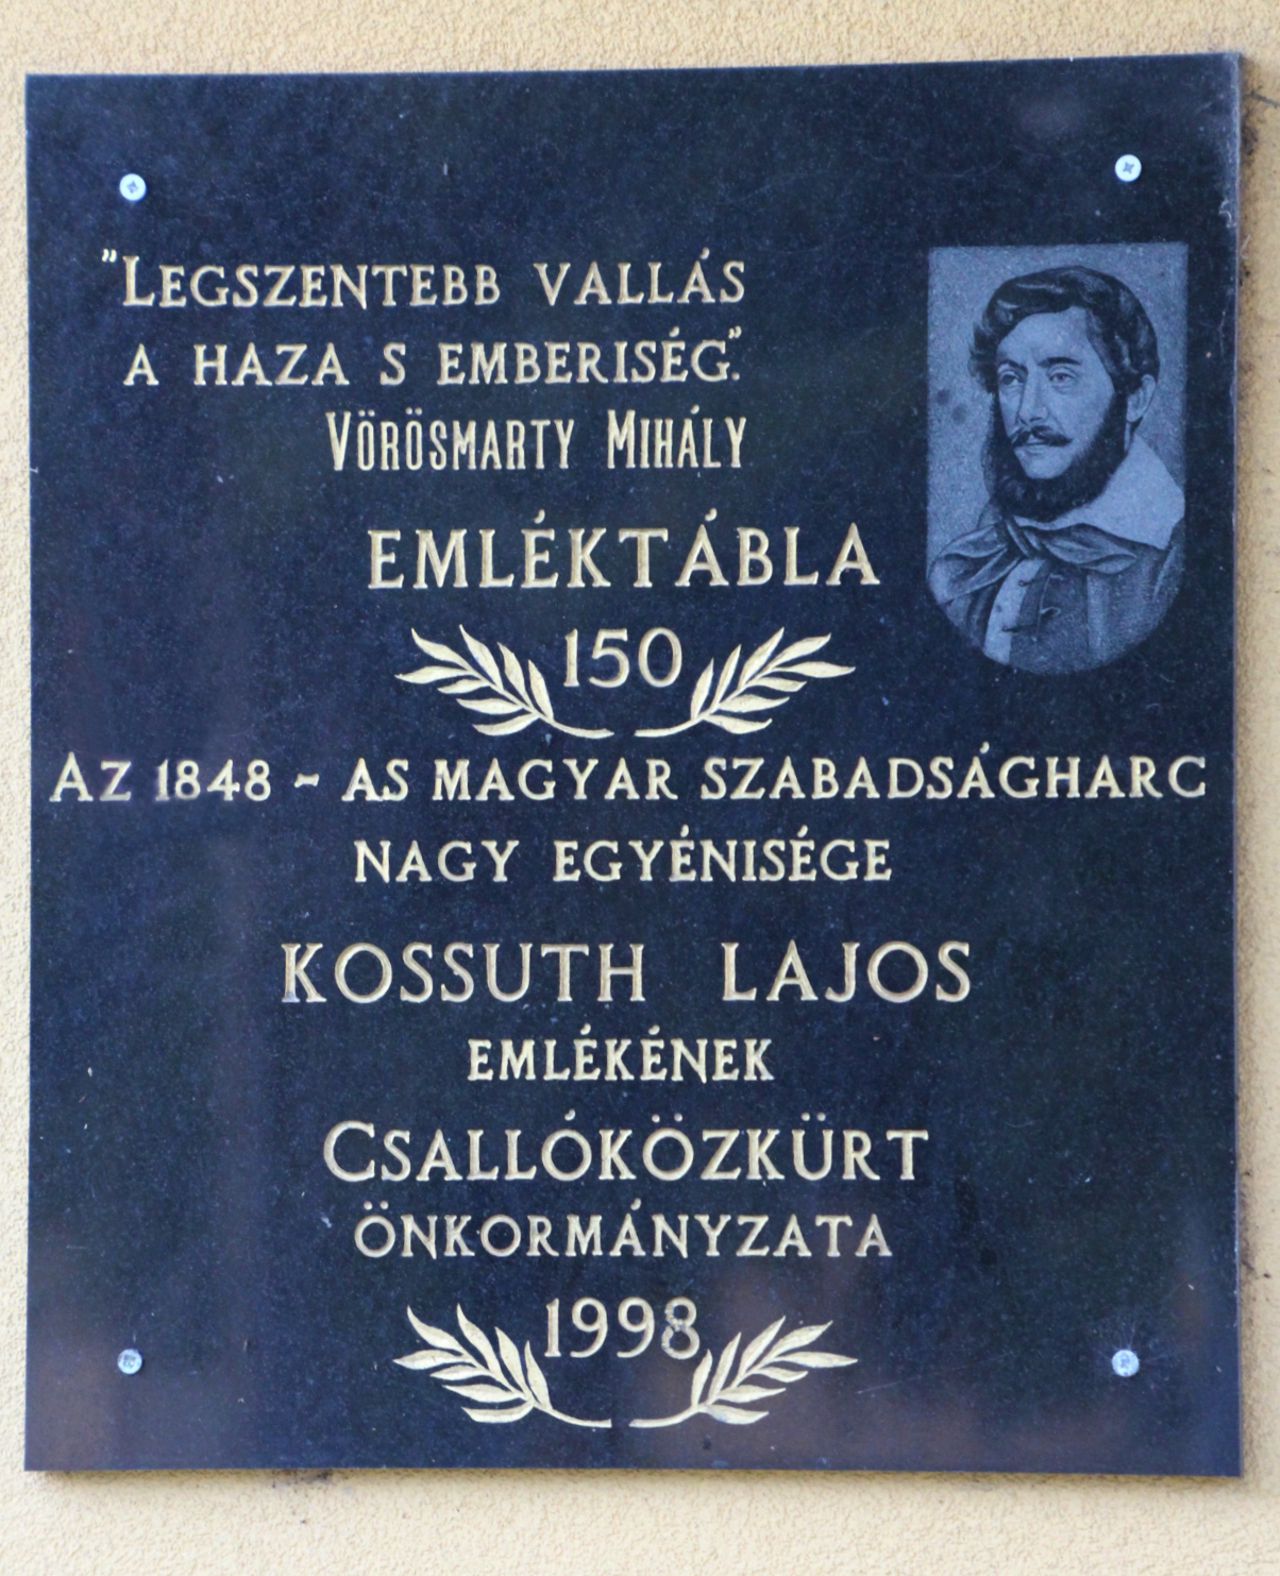 "LEGSZENTEBB VALLÁS
A HAZA S EMBERISÉG."
VÖRÖSMARTY MIHÁLY
EMLÉKTÁBLA
150
AZ 1848 - AS MAGYAR SZABADSÁGHARC
NAGY EGYÉNISÉGE
KOSSUTH LAJOS
EMLÉKÉNEK
CSALLÓKÖZKÜRT
ÖNKORMÁNYZATA
1998